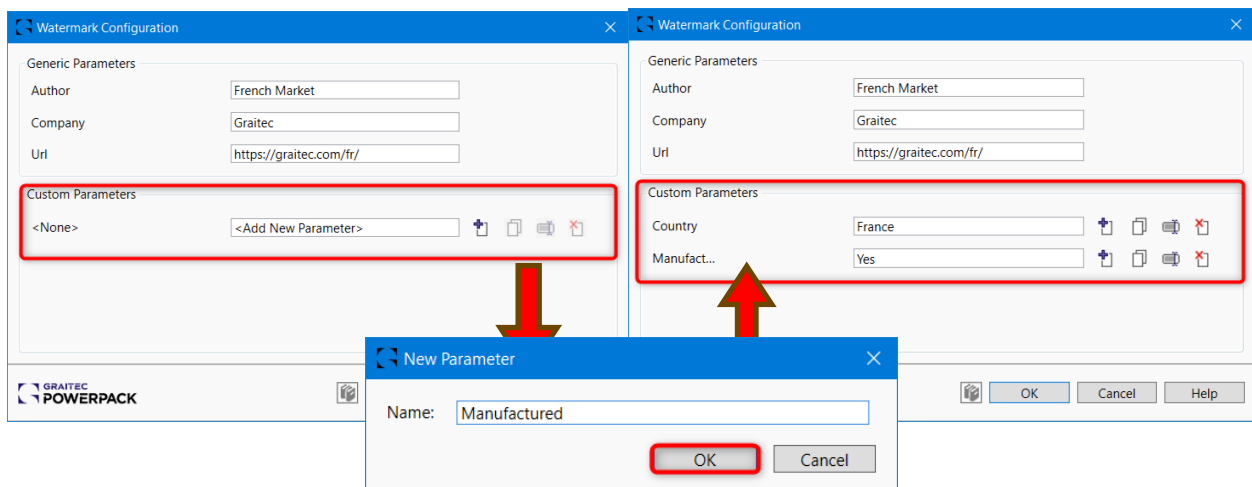 Watermark Configuration
Generic Parameters
Author French Market
Company Graitec
Url https://graitec.com/fr/
Custom Parameters
<None> <Add New Parameter>
GRAITEC
POWERPACK
Watermark Configuration
Generic Parameters
Author French Market
Company Graitec
Url https://graitec.com/fr/
Custom Parameters
Country France
Manufact... Yes
OK Cancel Help
New Parameter
Name: Manufactured
OK Cancel